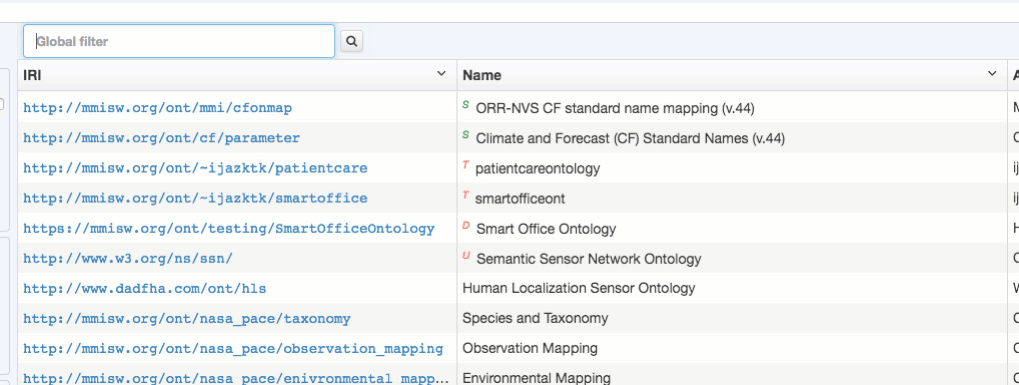 Global filter
IRI Name A
http://mmisw.org/ont/mmi/cfonmap S ORR-NVS CF standard name mapping (v.44)
http://mmisw.org/ont/cf/parameter S Climate and Forecast (CF) Standard Names (v.44)
http://mmisw.org/ont/~ijazktk/patientcare T patientcareontology ij
http://mmisw.org/ont/~ijazktk/smartoffice T smartofficeont ij
https://mmisw.org/ont/testing/SmartOfficeOntology D Smart Office Ontology
http://www.w3.org/ns/ssn/ U Semantic Sensor Network Ontology
http://www.dadfha.com/ont/hls Human Localization Sensor Ontology
http://mmisw.org/ont/nasa_pace/taxonomy Species and Taxonomy
http://mmisw.org/ont/nasa_pace/observation_mapping Observation Mapping
http://mmisw.org/ont/nasa_pace/enivronmental_mapp... Environmental Mapping